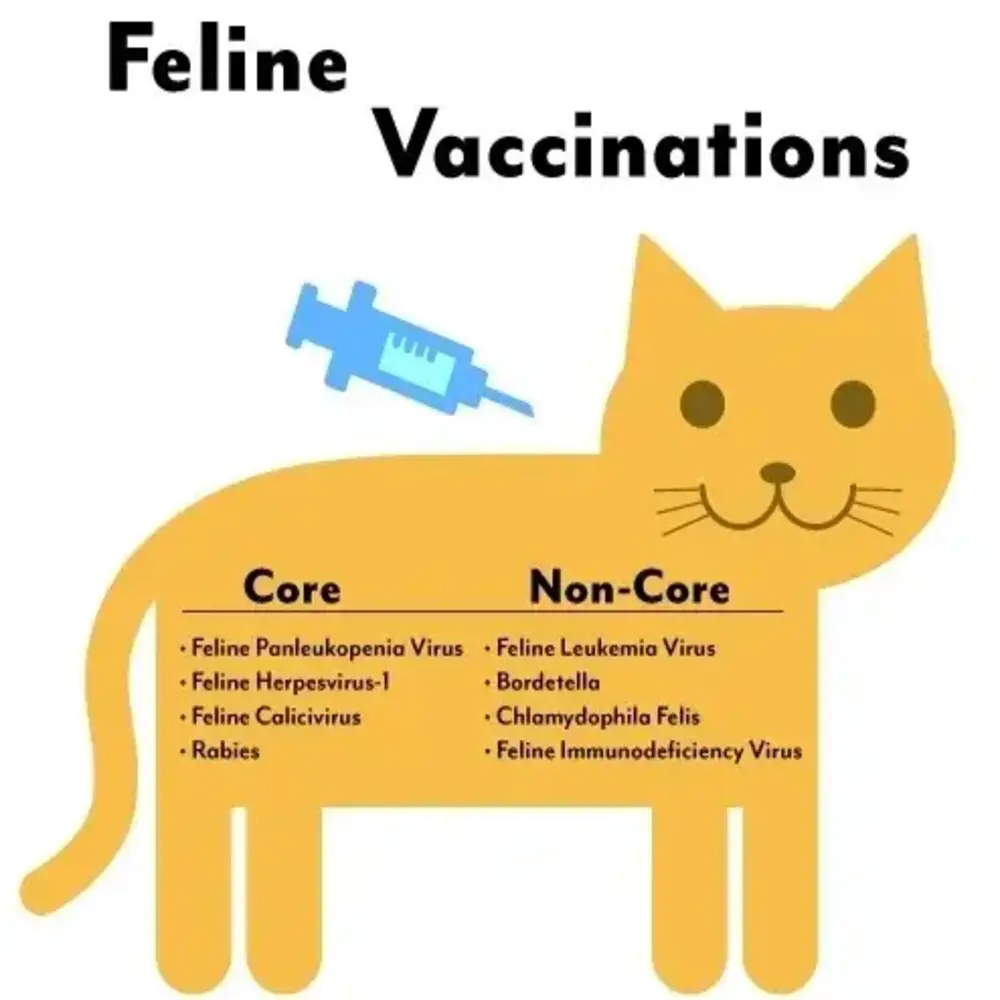 Feline
Vaccinations
Core
• Feline Panleukopenia Virus
• Feline Herpesvirus-1
• Feline Calicivirus
• Rabies
Non-Core
• Feline Leukemia Virus
• Bordetella
• Chlamydophila Felis
• Feline Immunodeficiency Virus